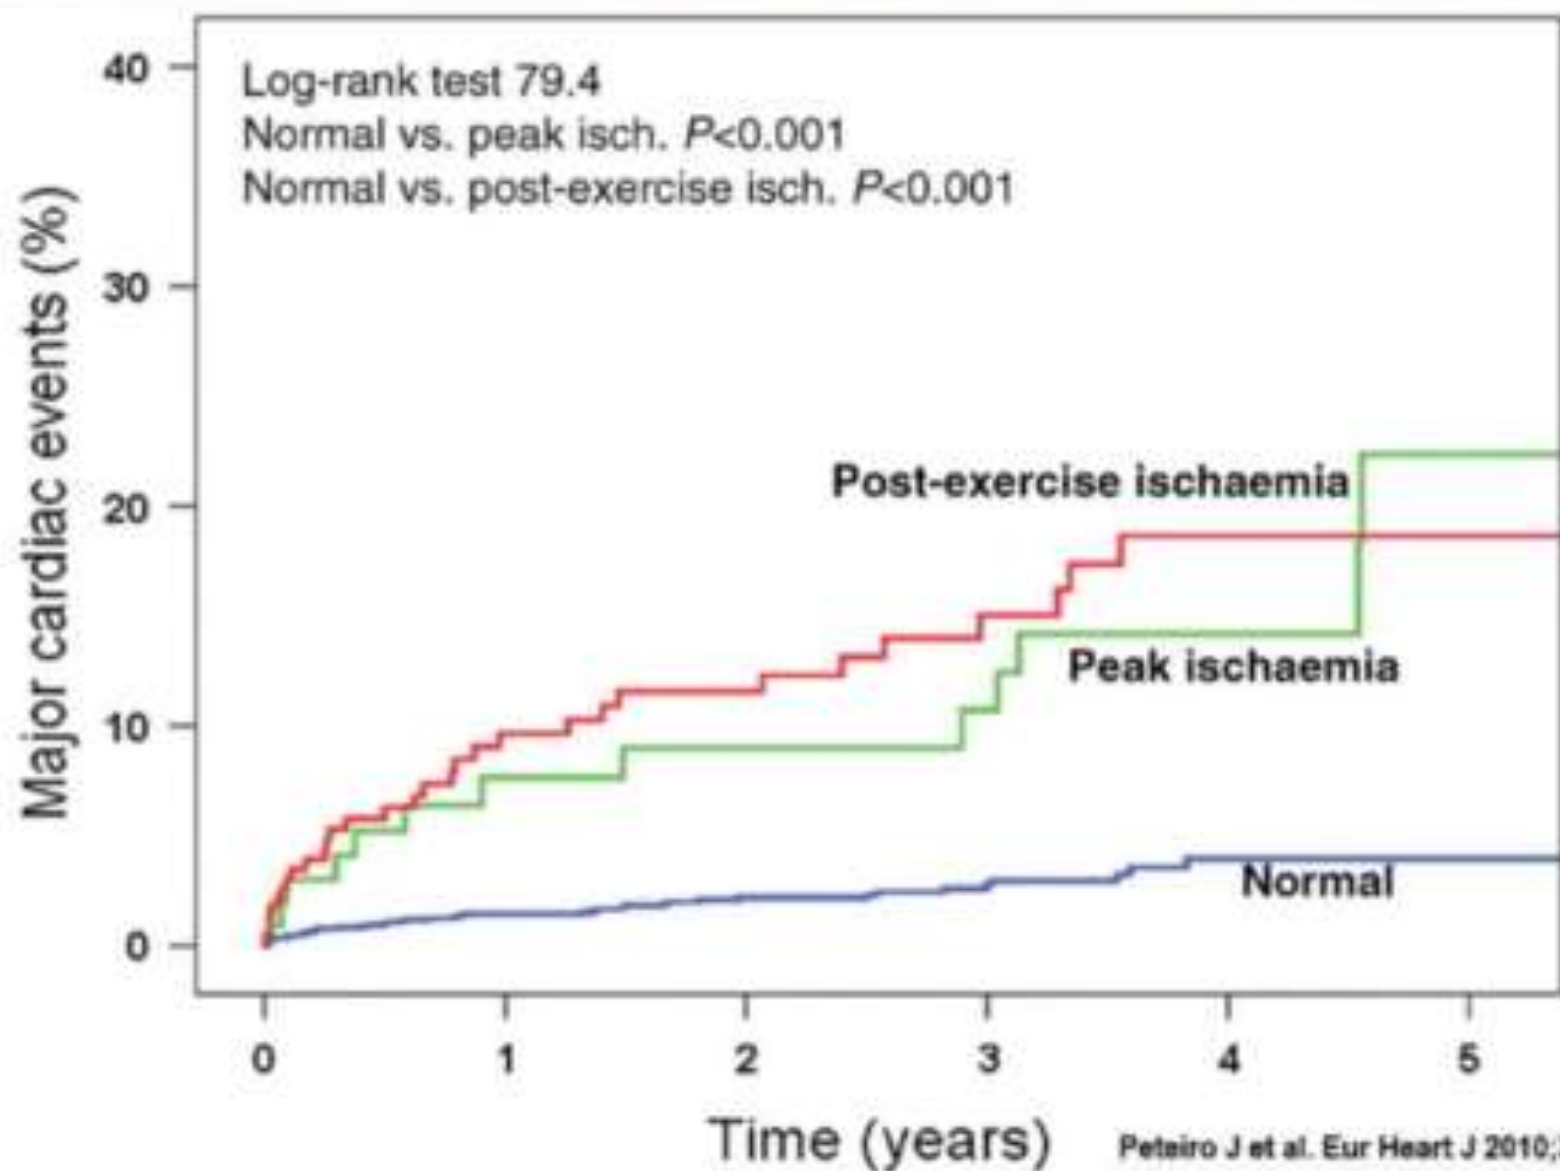 40
Log-rank test 79.4
Normal vs. peak isch. P<0.001
Normal vs. post-exercise isch. P<0.001
30
20
10
0
Major cardiac events (%)
Post-exercise ischaemia
Peak ischaemia
Normal
0 1 2 3 4 5
Time (years)
Peteiro J et al. Eur Heart J 2010;